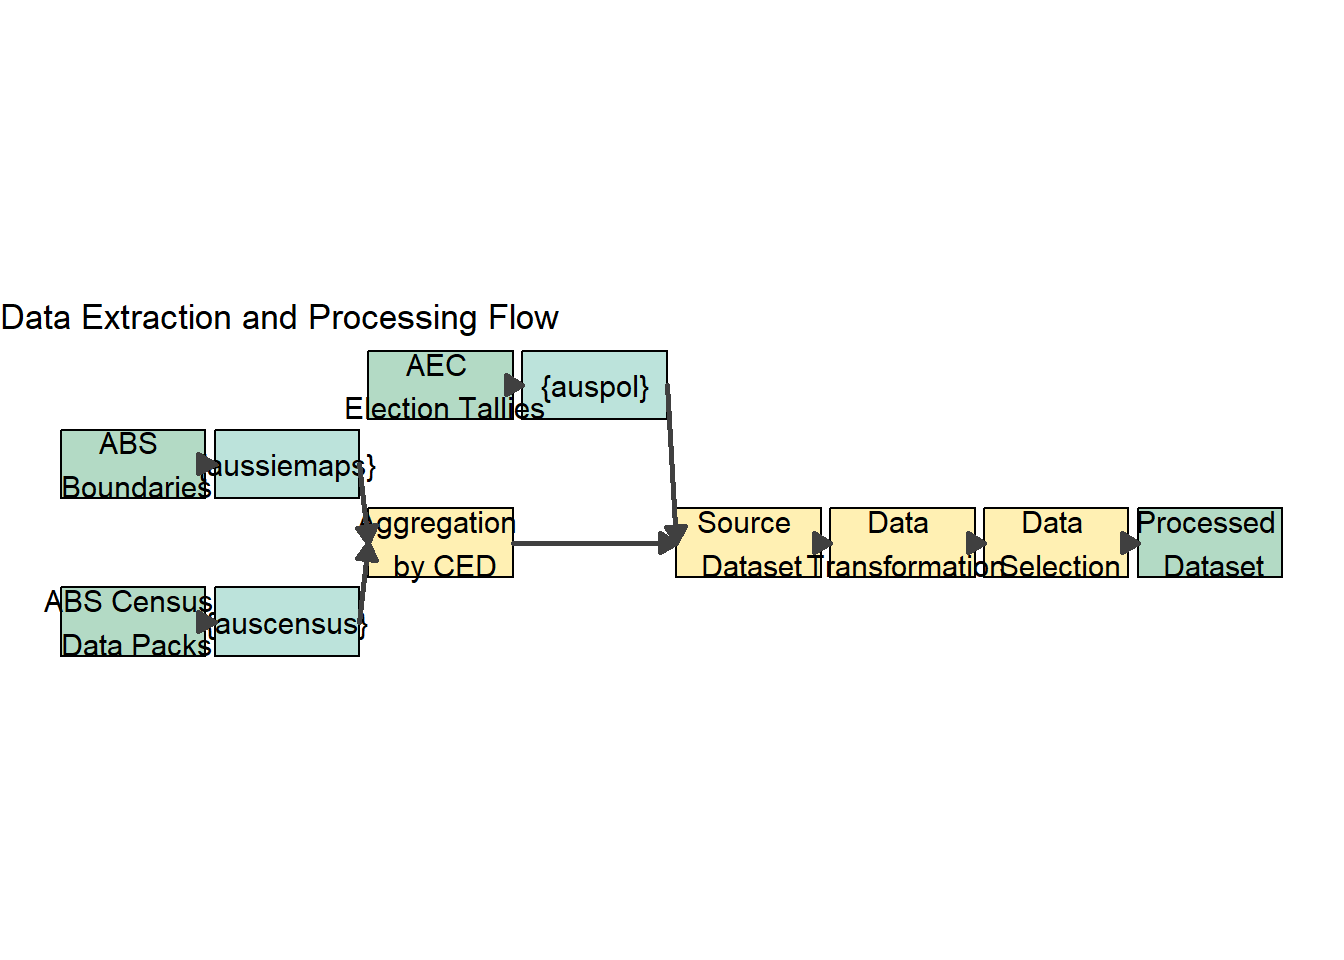 Data Extraction and Processing Flow
AEC
Election Tallies
{auspol}
ABS
Boundaries
{aussiemaps}
Aggregation
by CED
Source
Dataset
Data
Transformation
Data
Selection
Processed
Dataset
ABS Census
Data Packs
{auscensus}